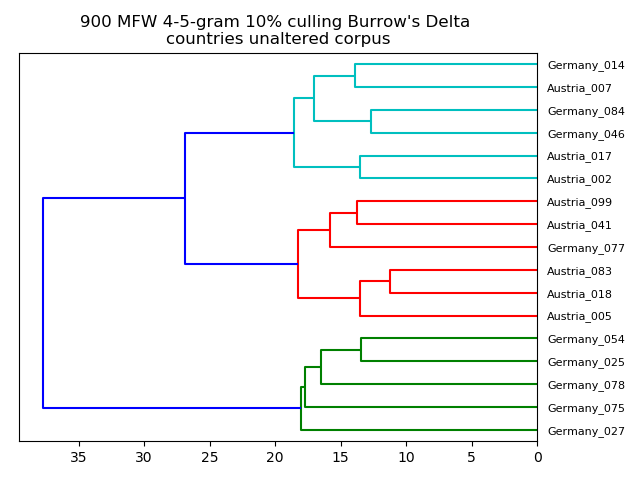 900 MFW 4-5-gram 10% culling Burrow's Delta
countries unaltered corpus
Germany_014
Austria_007
Germany_084
Germany_046
Austria_017
Austria_002
Austria_099
Austria_041
Germany_077
Austria_083
Austria_018
Austria_005
Germany_054
Germany_025
Germany_078
Germany_075
Germany_027
35 30 25 20 15 10 5 0